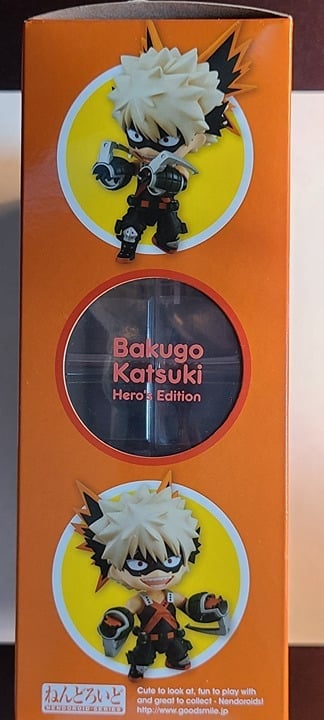 Bakugo
Katsuki
Hero's Edition
ねんどろいど
NENDOROID SERIES
Cute to look at, fun to play with
and great to collect - Nendoroids!
http://www.goodsmile.jp